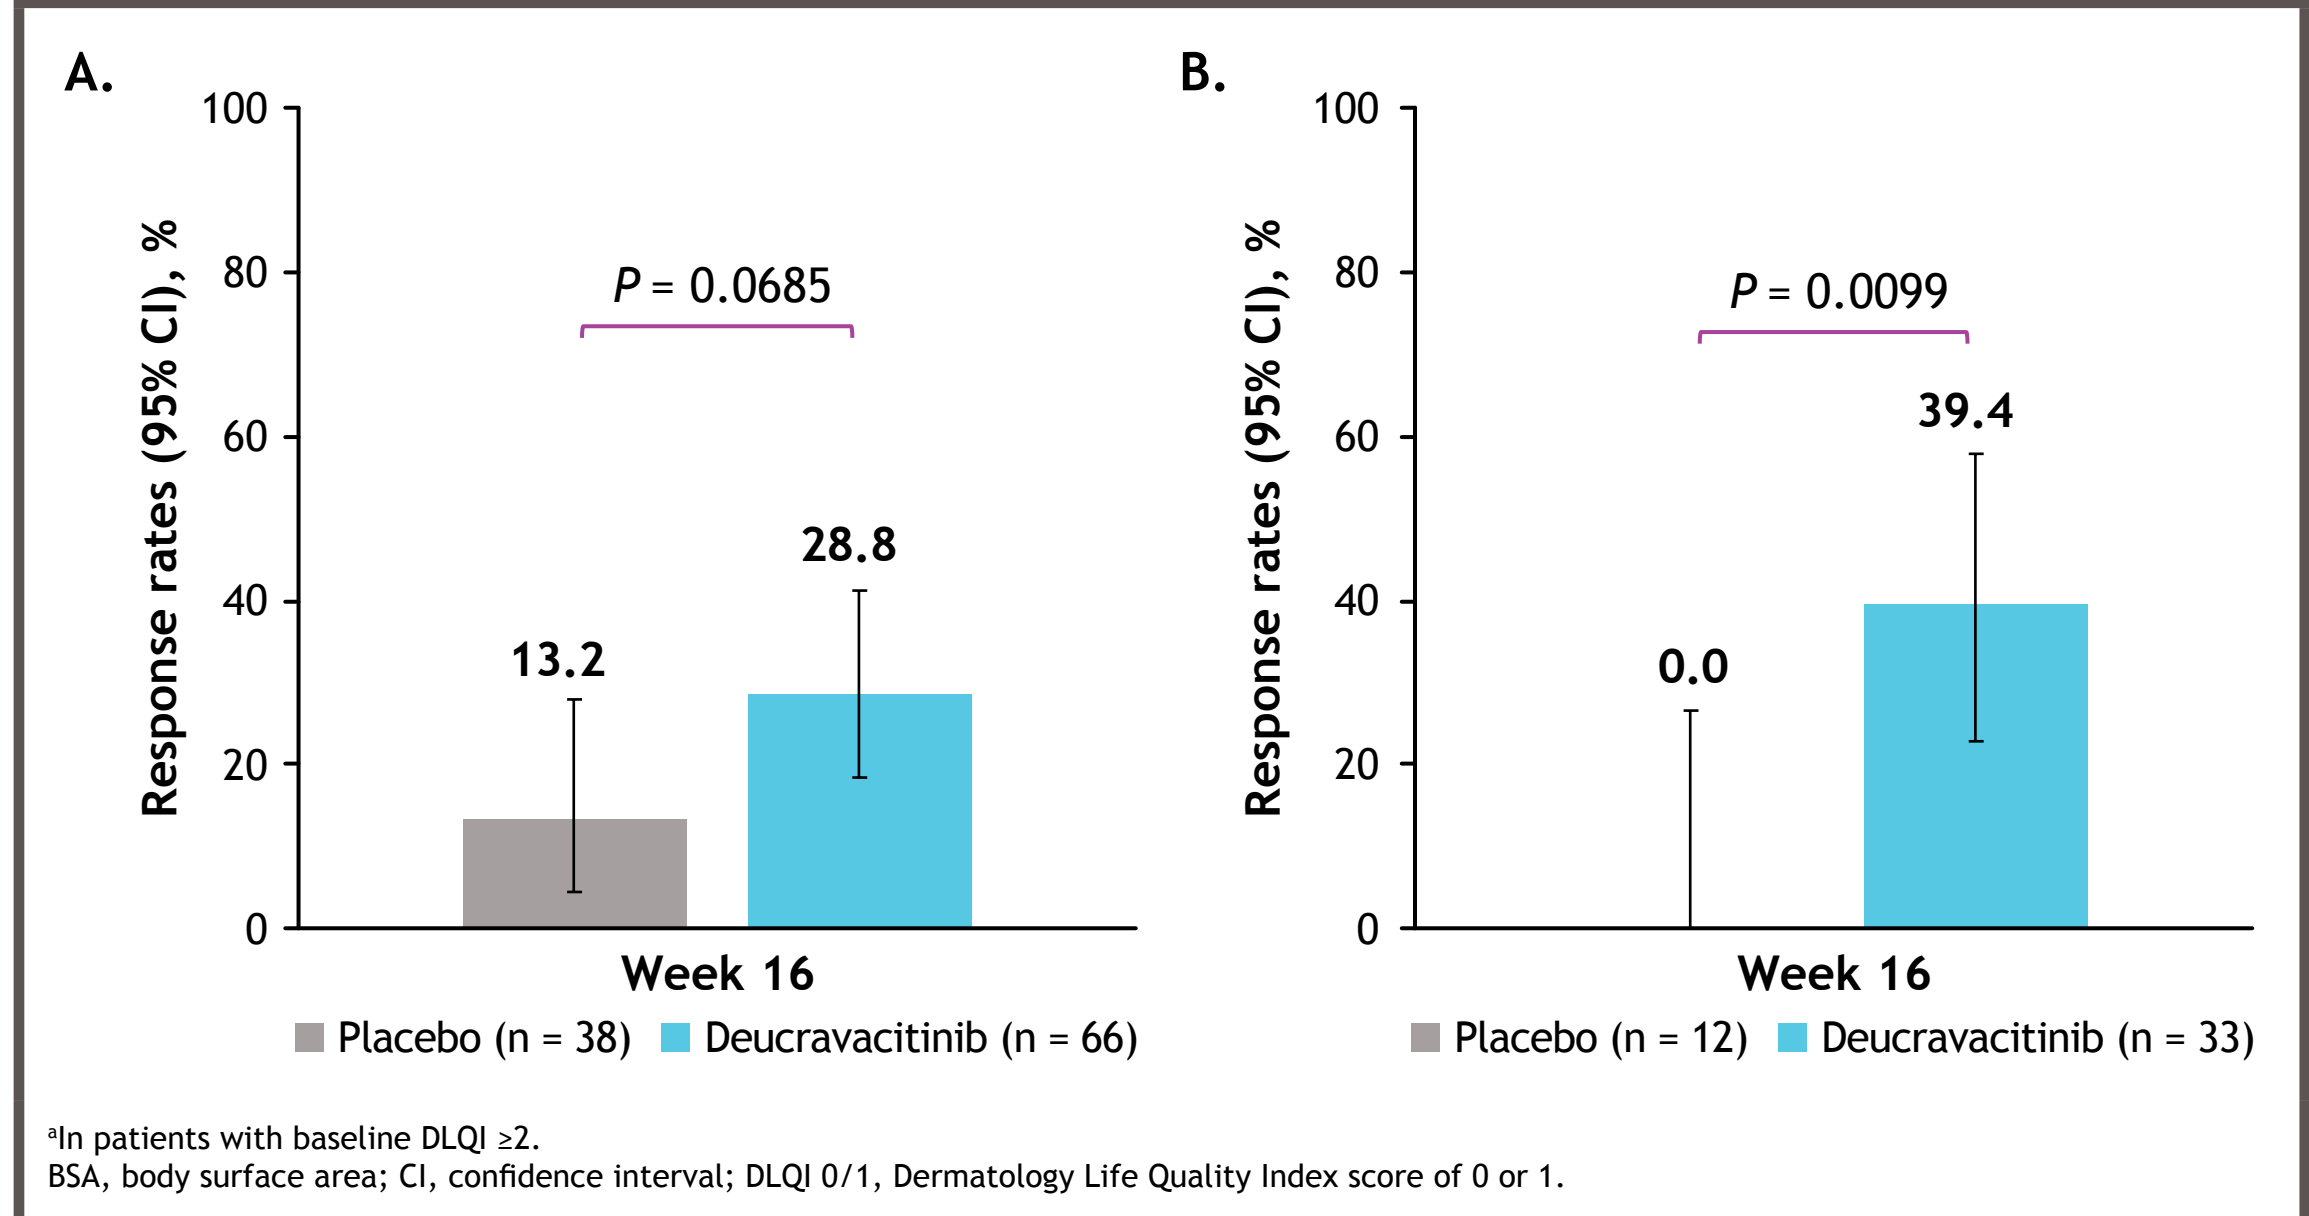 A.
Response rates (95% CI), %
100
80
60
40
20
0
P = 0.0685
13.2
28.8
Week 16
Placebo (n = 38) Deucravacitinib (n = 66)
B.
Response rates (95% CI), %
100
80
60
40
20
0
P = 0.0099
0.0
39.4
Week 16
Placebo (n = 12) Deucravacitinib (n = 33)
ᵃIn patients with baseline DLQI ≥2.
BSA, body surface area; CI, confidence interval; DLQI 0/1, Dermatology Life Quality Index score of 0 or 1.